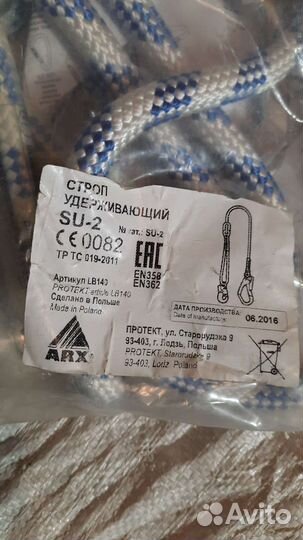 СТРОП
УДЕРЖИВАЮЩИЙ
SU-2 № кат.: SU-2
CE 0082 EAC
ТР ТС 019-2011 EN358
EN362
Артикул LB140
PROTEKT article LB140
Сделано в Польше
Made in Poland
ДАТА ПРОИЗВОДСТВА:
Date of manufacture: 06.2016
ARX
ПРОТЕКТ, ул. Старорудзка 9
93-403, г. Лодзь, Польша
PROTEKT, Starorudzka 9
93-403, Lodz, Poland
Avito